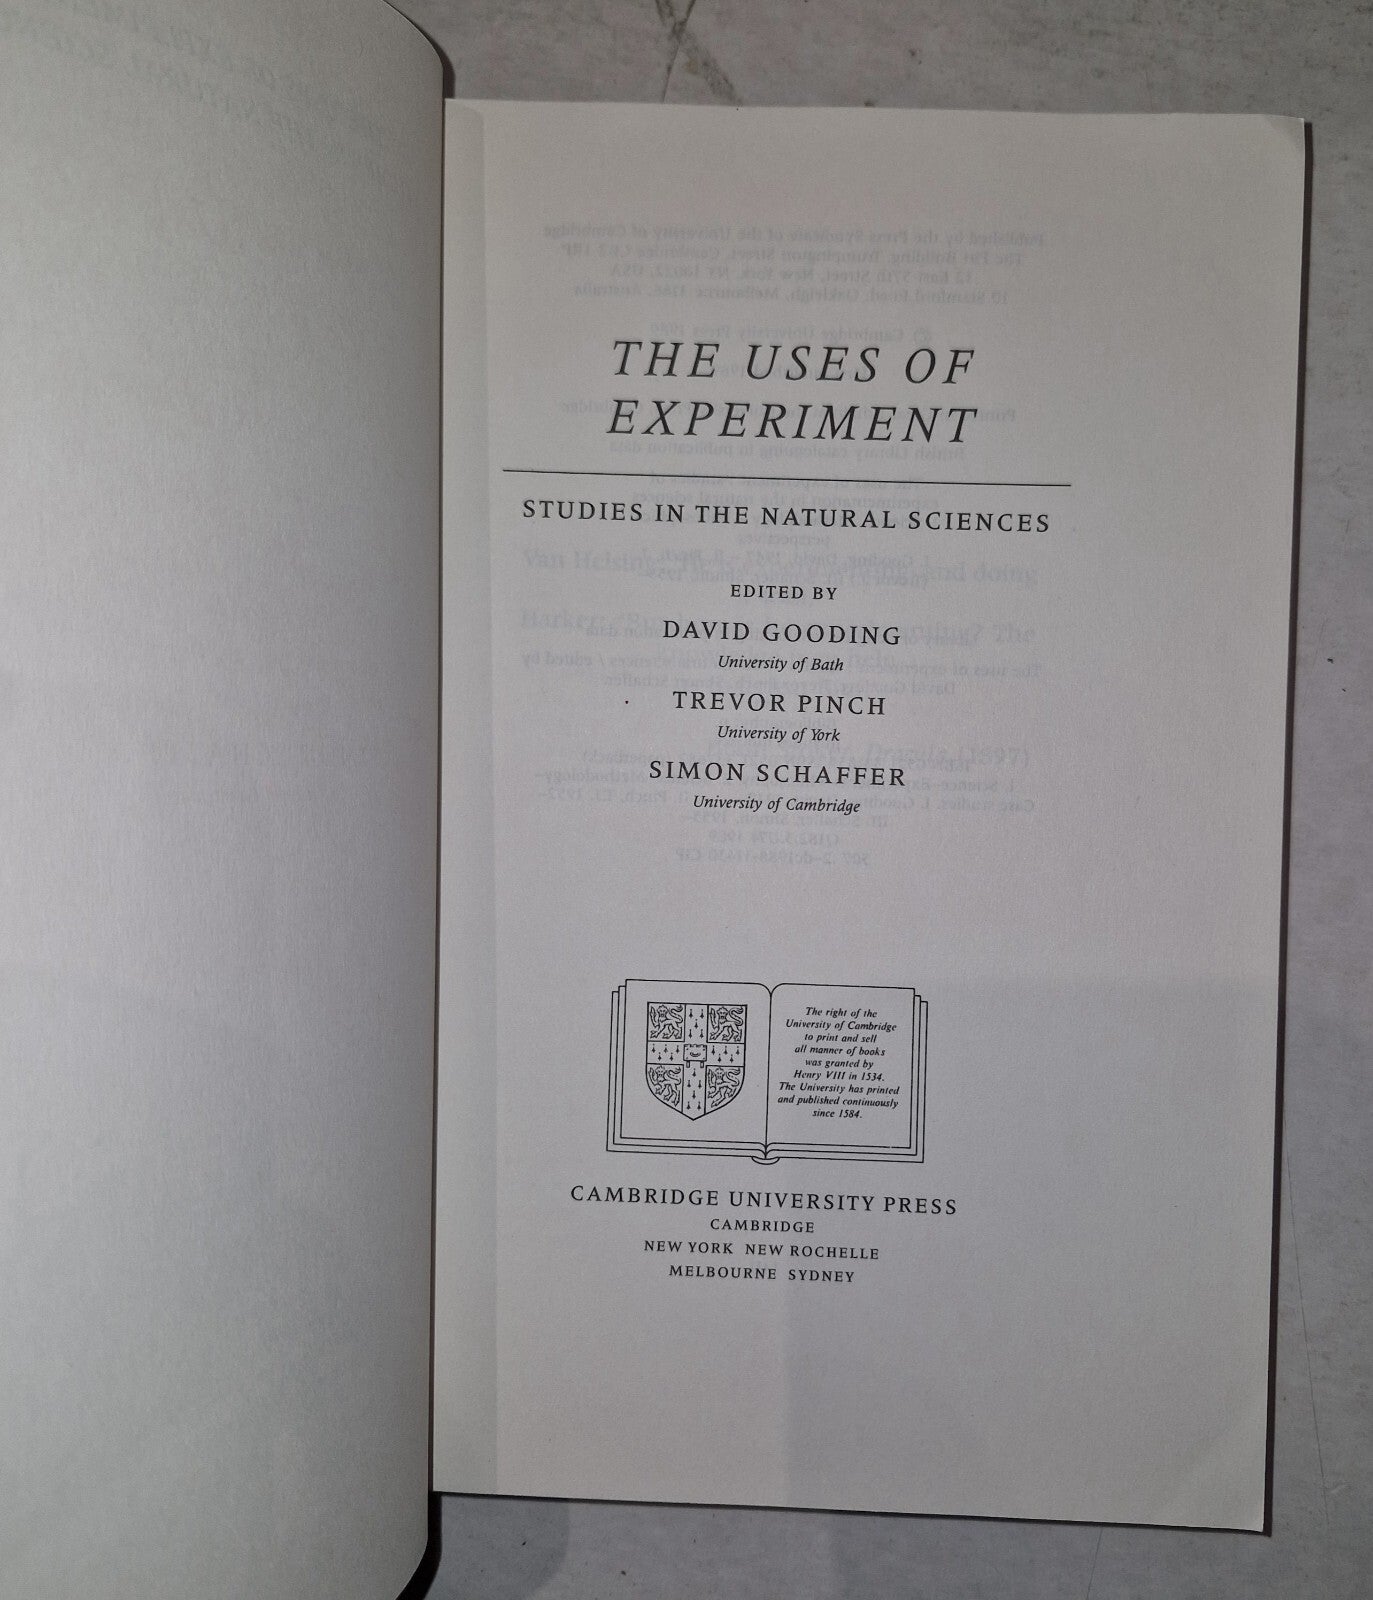 THE USES OF
EXPERIMENT
STUDIES IN THE NATURAL SCIENCES
EDITED BY
DAVID GOODING
University of Bath
TREVOR PINCH
University of York
SIMON SCHAFFER
University of Cambridge
The right of the
University of Cambridge
to print and sell
all manner of books
was granted by
Henry VIII in 1534.
The University has printed
and published continuously
since 1584.
CAMBRIDGE UNIVERSITY PRESS
CAMBRIDGE
NEW YORK NEW ROCHELLE
MELBOURNE SYDNEY